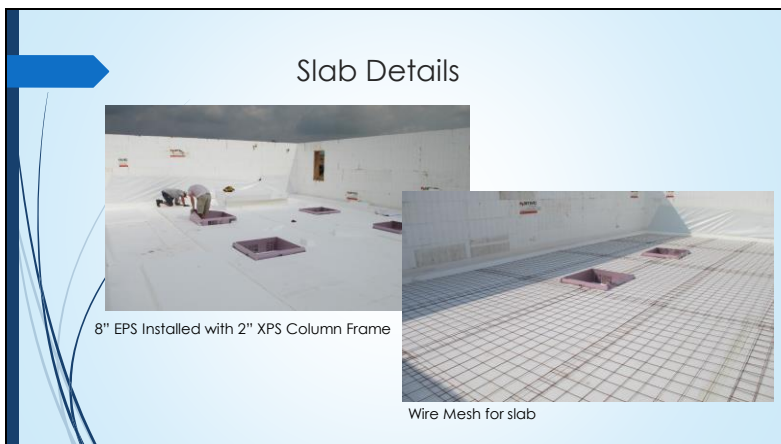 Slab Details
8" EPS Installed with 2" XPS Column Frame
Wire Mesh for slab